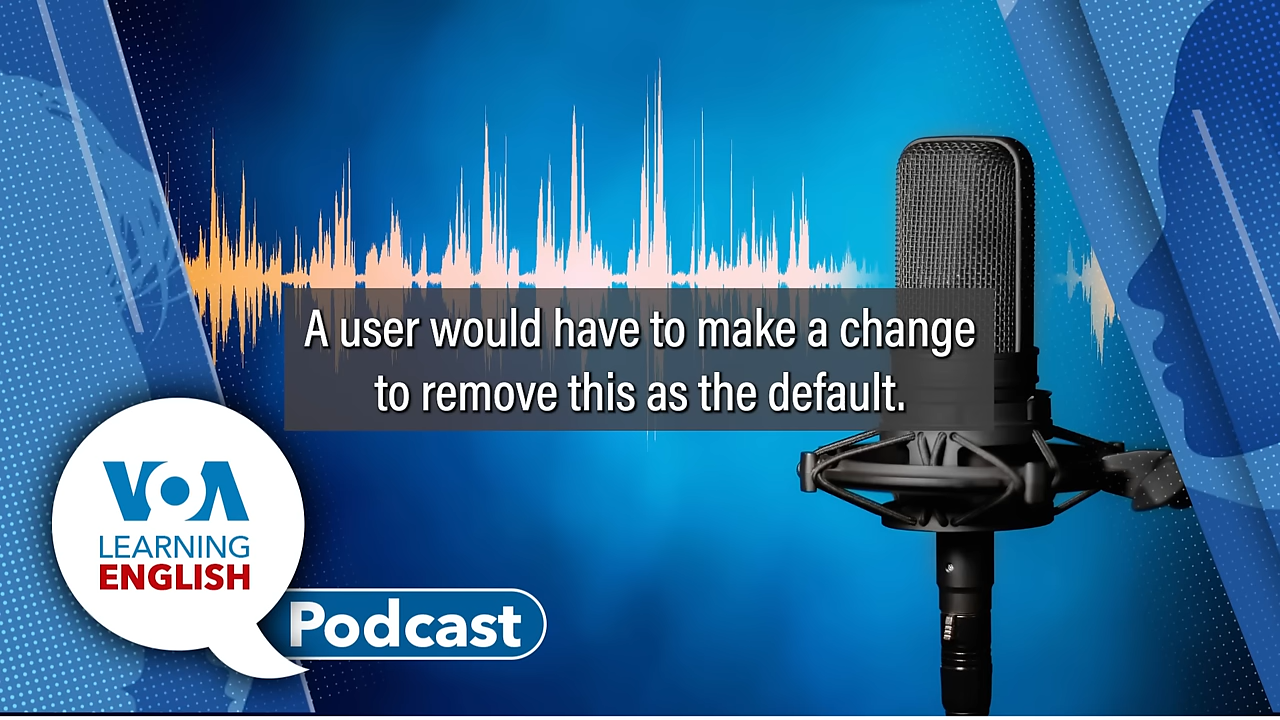 A user would have to make a change
to remove this as the default.
VOA
LEARNING
ENGLISH
Podcast